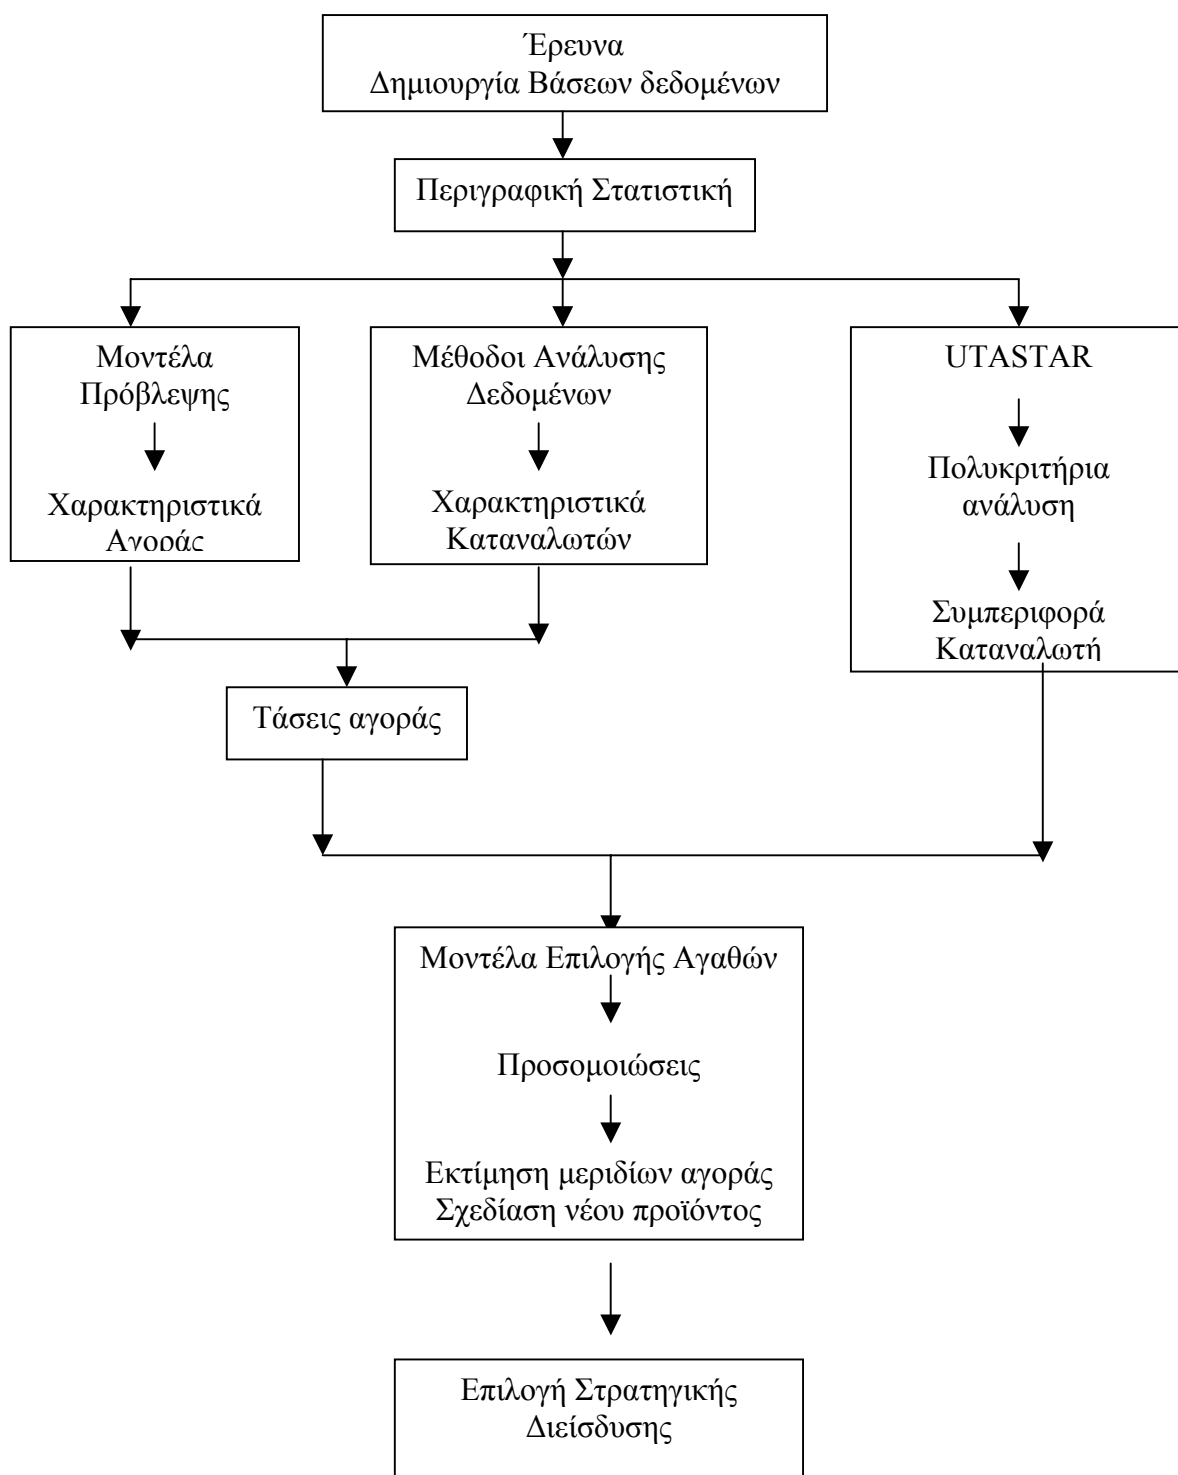 Έρευνα
Δημιουργία Βάσεων δεδομένων
Περιγραφική Στατιστική
Μοντέλα
Πρόβλεψης
Χαρακτηριστικά
Αγοράς
Μέθοδοι Ανάλυσης
Δεδομένων
Χαρακτηριστικά
Καταναλωτών
UTASTAR
Πολυκριτήρια
ανάλυση
Συμπεριφορά
Καταναλωτή
Τάσεις αγοράς
Μοντέλα Επιλογής Αγαθών
Προσομοιώσεις
Εκτίμηση μεριδίων αγοράς
Σχεδίαση νέου προϊόντος
Επιλογή Στρατηγικής
Διείσδυσης